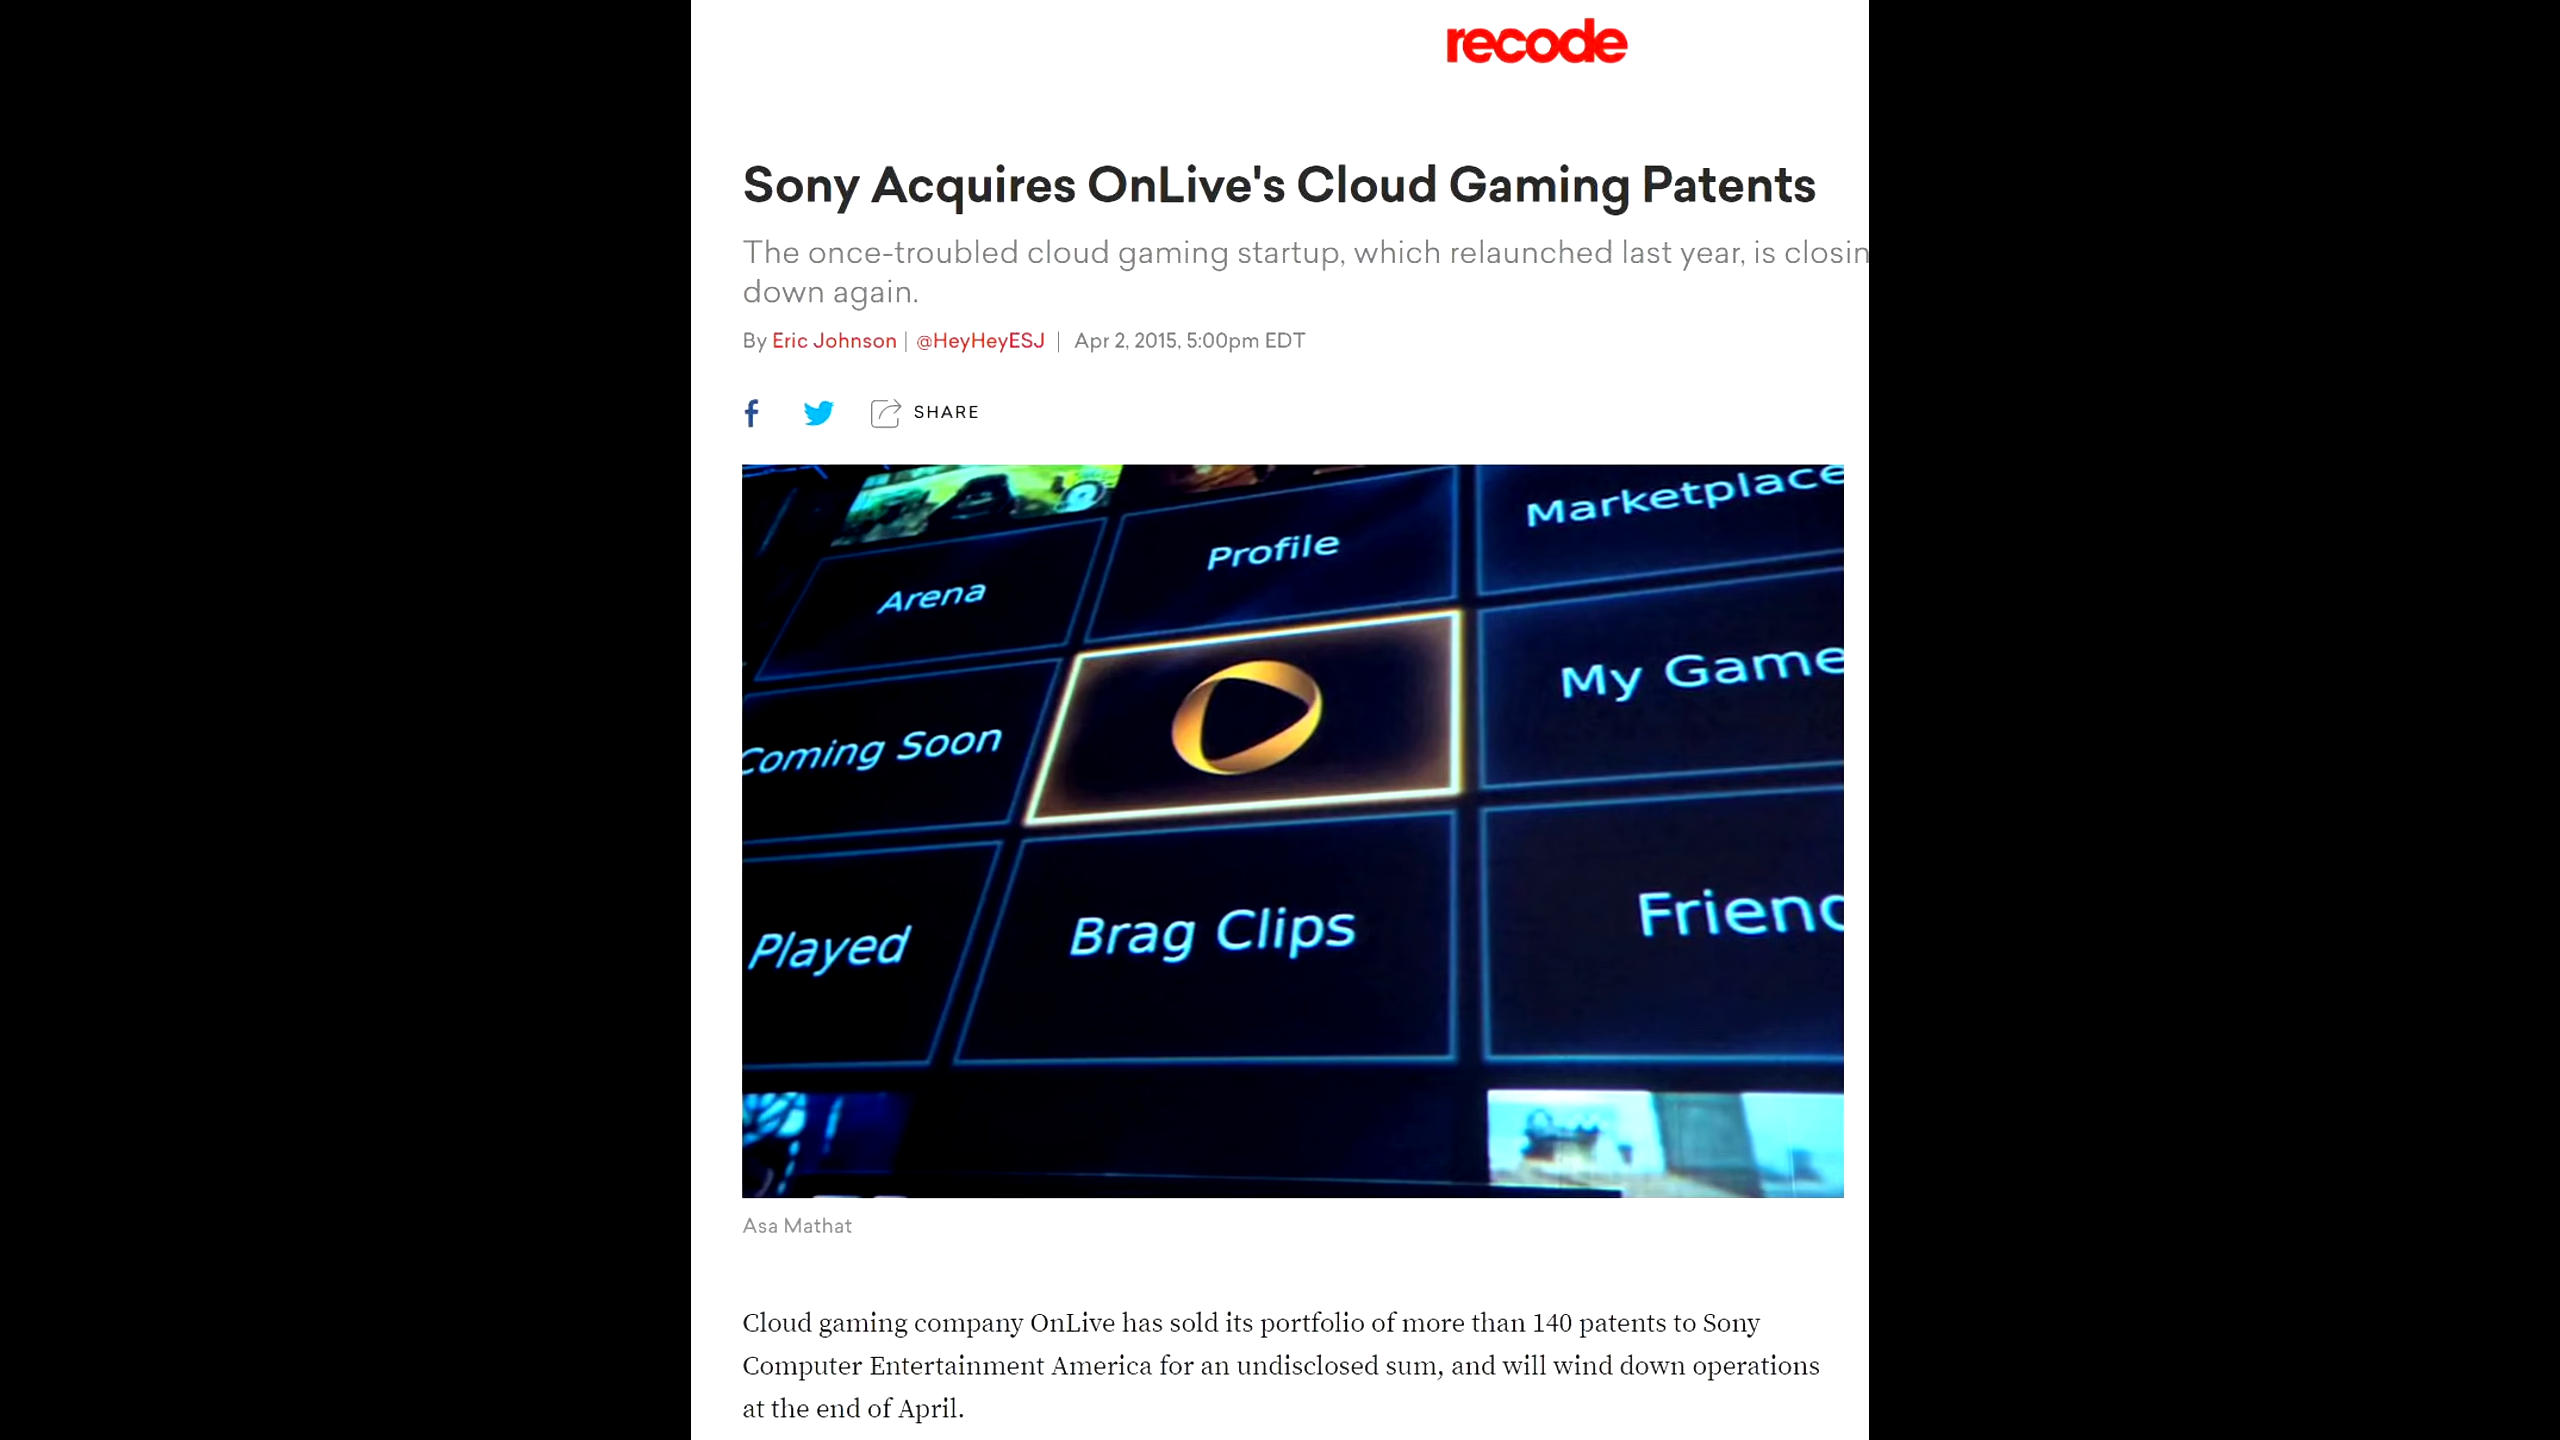 recode
Sony Acquires OnLive's Cloud Gaming Patents
The once-troubled cloud gaming startup, which relaunched last year, is closin
down again.
By Eric Johnson | @HeyHeyESJ | Apr 2, 2015, 5:00pm EDT
SHARE
Marketplace
Profile
Arena
My Game
Coming Soon
Friend
Brag Clips
Played
Asa Mathat
Cloud gaming company OnLive has sold its portfolio of more than 140 patents to Sony
Computer Entertainment America for an undisclosed sum, and will wind down operations
at the end of April.